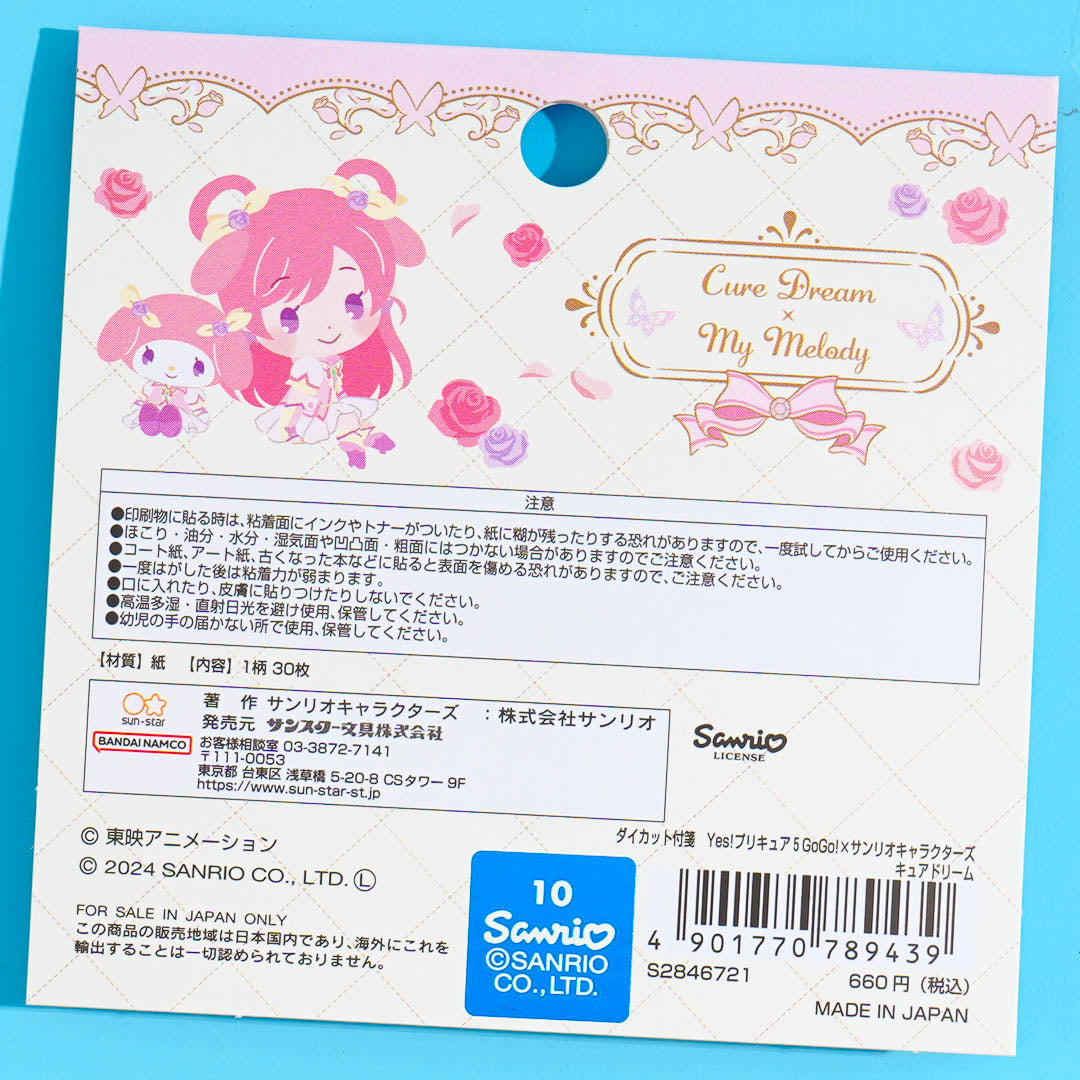 Cure Dream
×
My Melody
注意
●印刷物に貼る時は、粘着面にインクやトナーがついたり、紙に糊が残ったりする恐れがありますので、一度試してからご使用ください。
●ほこり・油分・水分・湿気面や凹凸面・粗面にはつかない場合がありますのでご注意ください。
●コート紙、アート紙、古くなった本などに貼ると表面を傷める恐れがありますので、ご注意ください。
●一度はがした後は粘着力が弱まります。
●口に入れたり、皮膚に貼りつけたりしないでください。
●高温多湿・直射日光を避け使用、保管してください。
●幼児の手の届かない所で使用、保管してください。
【材質】紙 【内容】1柄 30枚
sun-star
BANDAI NAMCO
著 作 サンリオキャラクターズ :株式会社サンリオ
発売元 サンスター文具株式会社
お客様相談室 03-3872-7141
〒111-0053
東京都 台東区 浅草橋 5-20-8 CSタワー 9F
https://www.sun-star-st.jp
Sanrio
LICENSE
© 東映アニメーション
© 2024 SANRIO CO., LTD. Ⓛ
FOR SALE IN JAPAN ONLY
この商品の販売地域は日本国内であり、海外にこれを
輸出することは一切認められておりません。
10
Sanrio
©SANRIO
CO.,LTD.
ダイカット付箋 Yes!プリキュア5GoGo!×サンリオキャラクターズ
キュアドリーム
4 901770 789439
S2846721
660円(税込)
MADE IN JAPAN